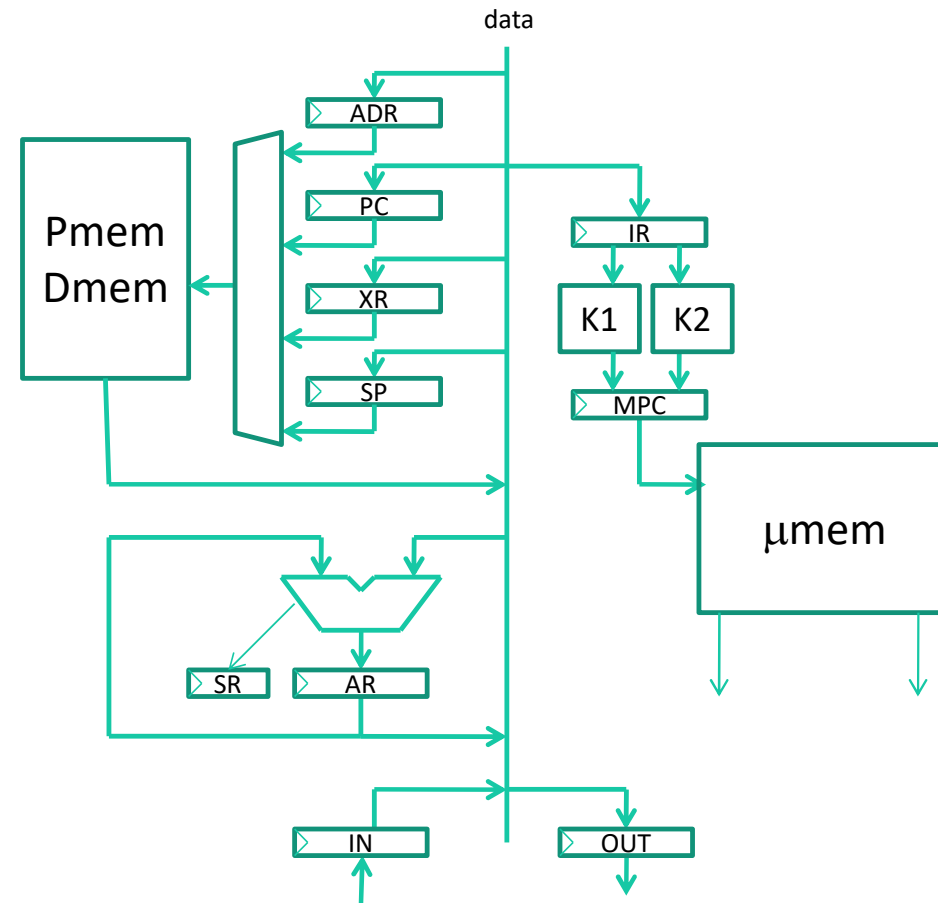 data
ADR
Pmem
Dmem
PC
IR
XR
K1
K2
SP
MPC
μmem
SR
AR
IN
OUT